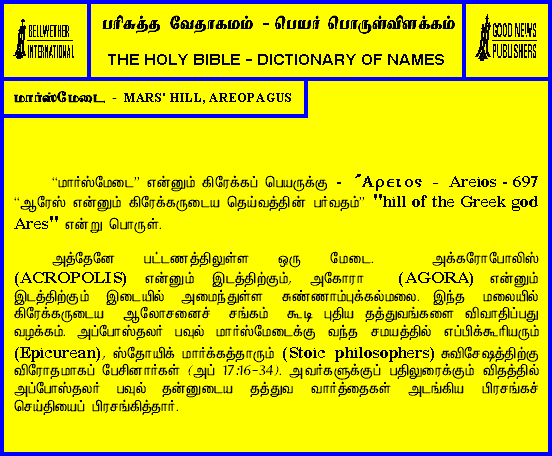 BELLWETHER
INTERNATIONAL
பரிசுத்த வேதாகமம் - பெயர் பொருள்விளக்கம்
THE HOLY BIBLE - DICTIONARY OF NAMES
GOOD NEWS
PUBLISHERS
மார்ஸ்மேடை - MARS' HILL, AREOPAGUS
“மார்ஸ்மேடை” என்னும் கிரேக்கப் பெயருக்கு - ῎Αρειος - Areios - 697
“ஆரேஸ் என்னும் கிரேக்கருடைய தெய்வத்தின் பர்வதம்” "hill of the Greek god
Ares" என்று பொருள்.
அத்தேனே பட்டணத்திலுள்ள ஒரு மேடை. அக்கரோபோலிஸ்
(ACROPOLIS) என்னும் இடத்திற்கும், அகோரா (AGORA) என்னும்
இடத்திற்கும் இடையில் அமைந்துள்ள சுண்ணாம்புக்கல்மலை. இந்த மலையில்
கிரேக்கருடைய ஆலோசனைச் சங்கம் கூடி புதிய தத்துவங்களை விவாதிப்பது
வழக்கம். அப்போஸ்தலர் பவுல் மார்ஸ்மேடைக்கு வந்த சமயத்தில் எப்பிக்கூரியரும்
(Epicurean), ஸ்தோயிக் மார்க்கத்தாரும் (Stoic philosophers) சுவிசேஷத்திற்கு
விரோதமாகப் பேசினார்கள் (அப் 17:16-34). அவர்களுக்குப் பதிலுரைக்கும் விதத்தில்
அப்போஸ்தலர் பவுல் தன்னுடைய தத்துவ வார்த்தைகள் அடங்கிய பிரசங்கச்
செய்தியைப் பிரசங்கித்தார்.